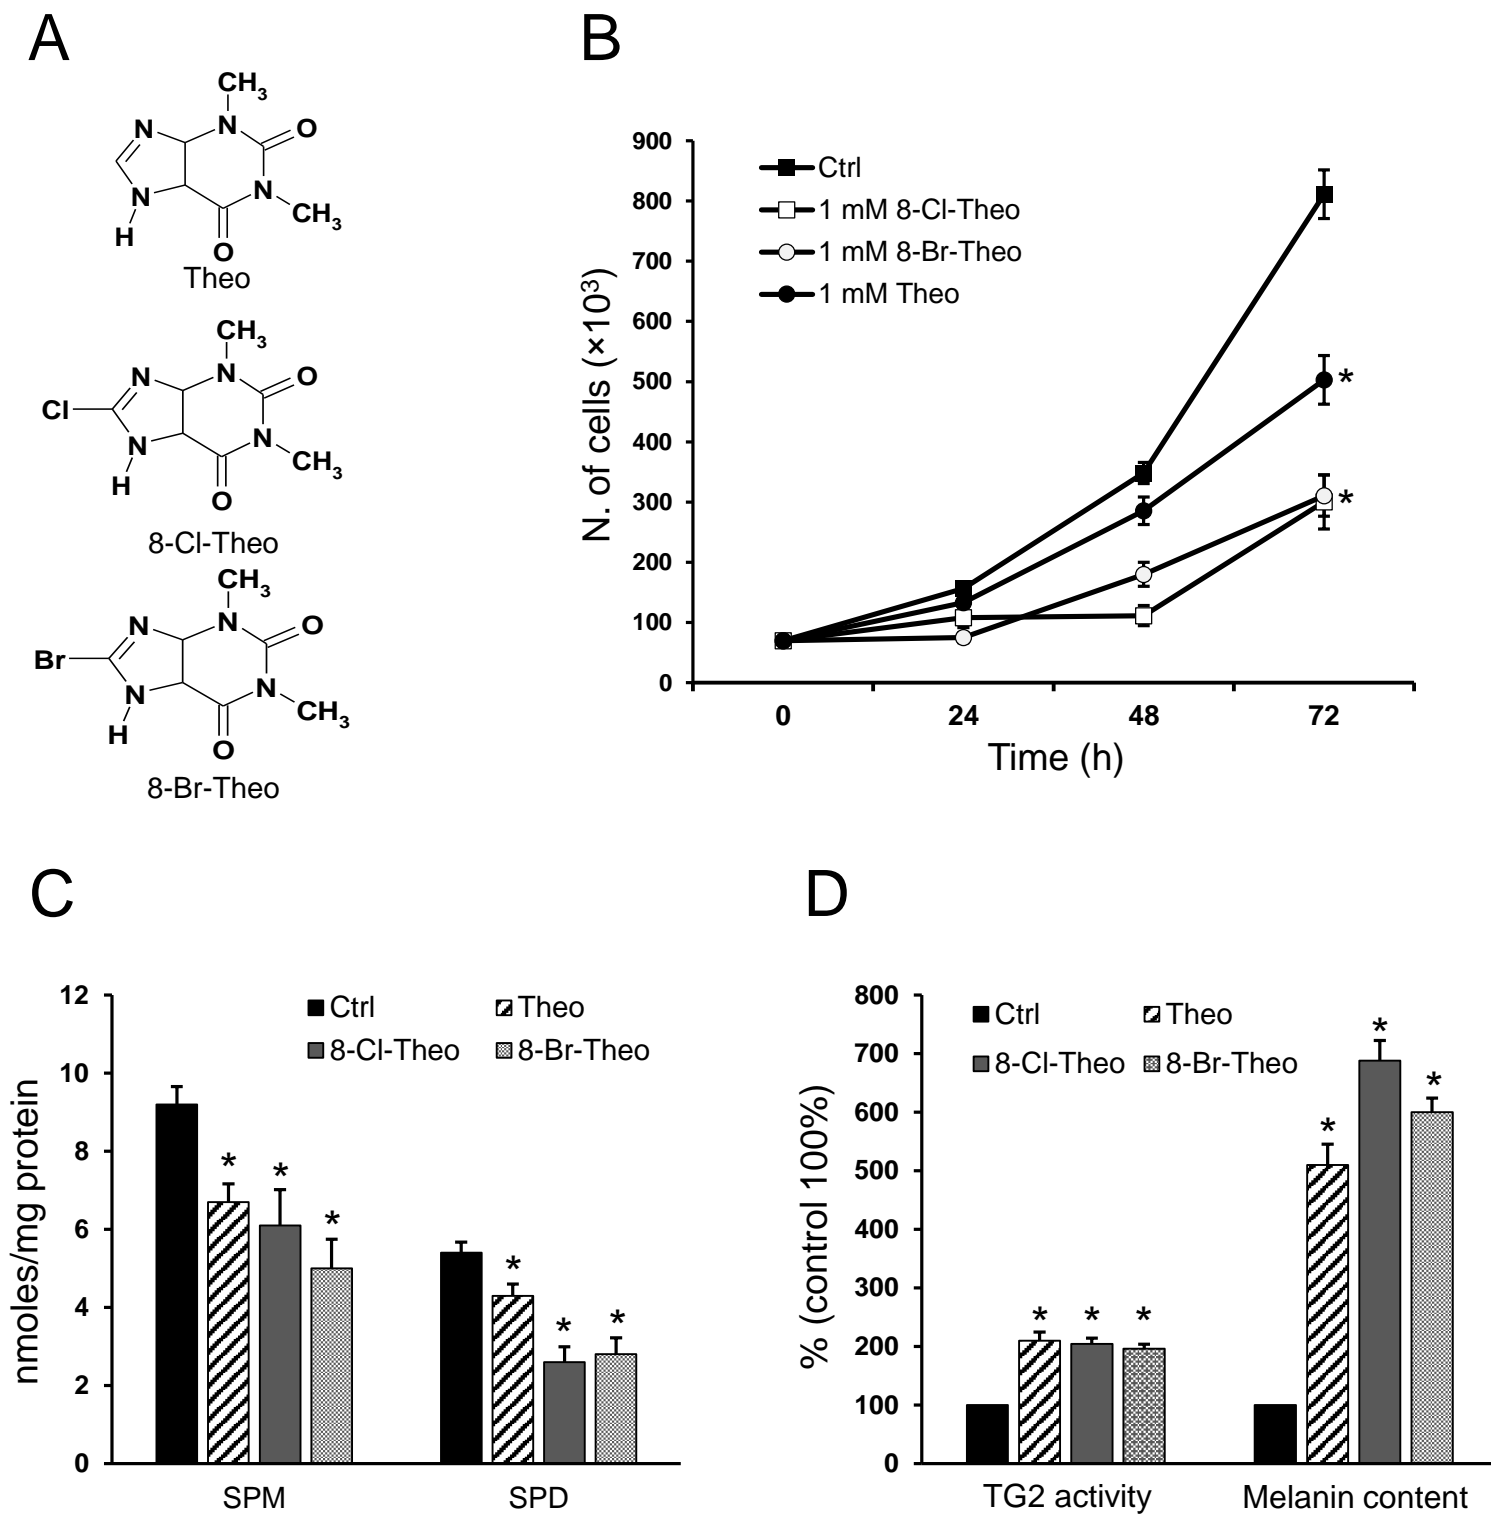 A
CH3
N
N
O
N
N
CH3
H
O
Theo
CH3
N
N
O
Cl
N
N
CH3
H
O
8-Cl-Theo
CH3
N
N
O
Br
N
N
CH3
H
O
8-Br-Theo
B
900
800
700
600
500
400
300
200
100
0
N. of cells (×10³)
Ctrl
1 mM 8-Cl-Theo
1 mM 8-Br-Theo
1 mM Theo
*
*
0 24 48 72
Time (h)
C
12
10
8
6
4
2
0
nmoles/mg protein
Ctrl Theo
8-Cl-Theo 8-Br-Theo
* * *
* * *
SPM SPD
D
800
700
600
500
400
300
200
100
0
% (control 100%)
Ctrl Theo
8-Cl-Theo 8-Br-Theo
* * *
* * *
TG2 activity Melanin content